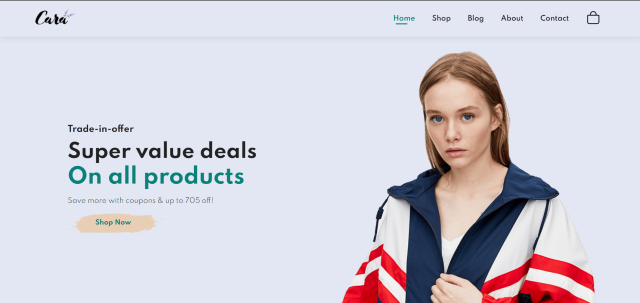 Cara
Home Shop Blog About Contact
Trade-in-offer
Super value deals
On all products
Save more with coupons & up to 705 off!
Shop Now